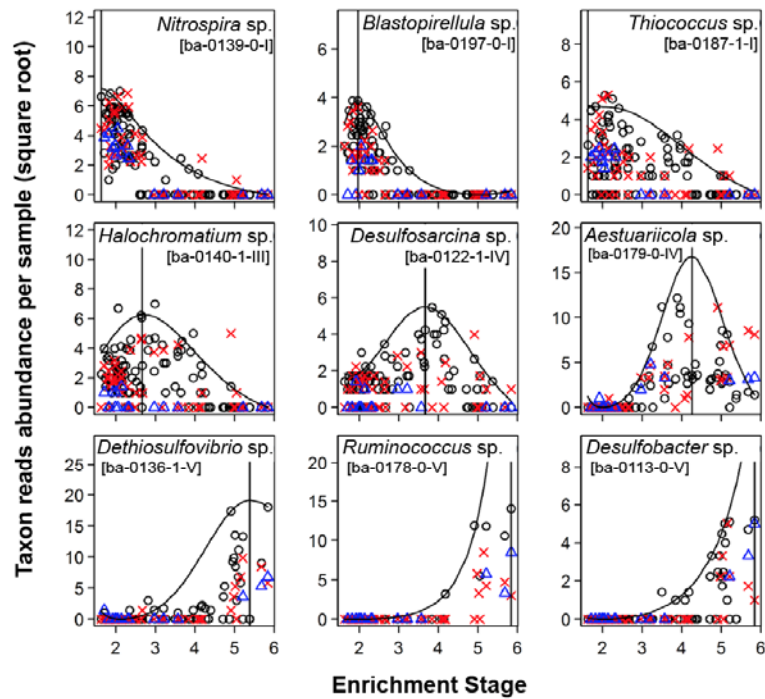 Taxon reads abundance per sample (square root)
Nitrospira sp.
[ba-0139-0-I]
12
10
8
6
4
2
0
Blastopirellula sp.
[ba-0197-0-I]
6
4
2
0
Thiococcus sp.
[ba-0187-1-I]
8
6
4
2
0
Halochromatium sp.
[ba-0140-1-III]
12
10
8
6
4
2
0
Desulfosarcina sp.
[ba-0122-1-IV]
10
8
6
4
2
0
Aestuariicola sp.
[ba-0179-0-IV]
20
15
10
5
0
Dethiosulfovibrio sp.
[ba-0136-1-V]
25
20
15
10
5
0
2 3 4 5 6
Ruminococcus sp.
[ba-0178-0-V]
20
15
10
5
0
2 3 4 5 6
Desulfobacter sp.
[ba-0113-0-V]
8
6
4
2
0
2 3 4 5 6
Enrichment Stage